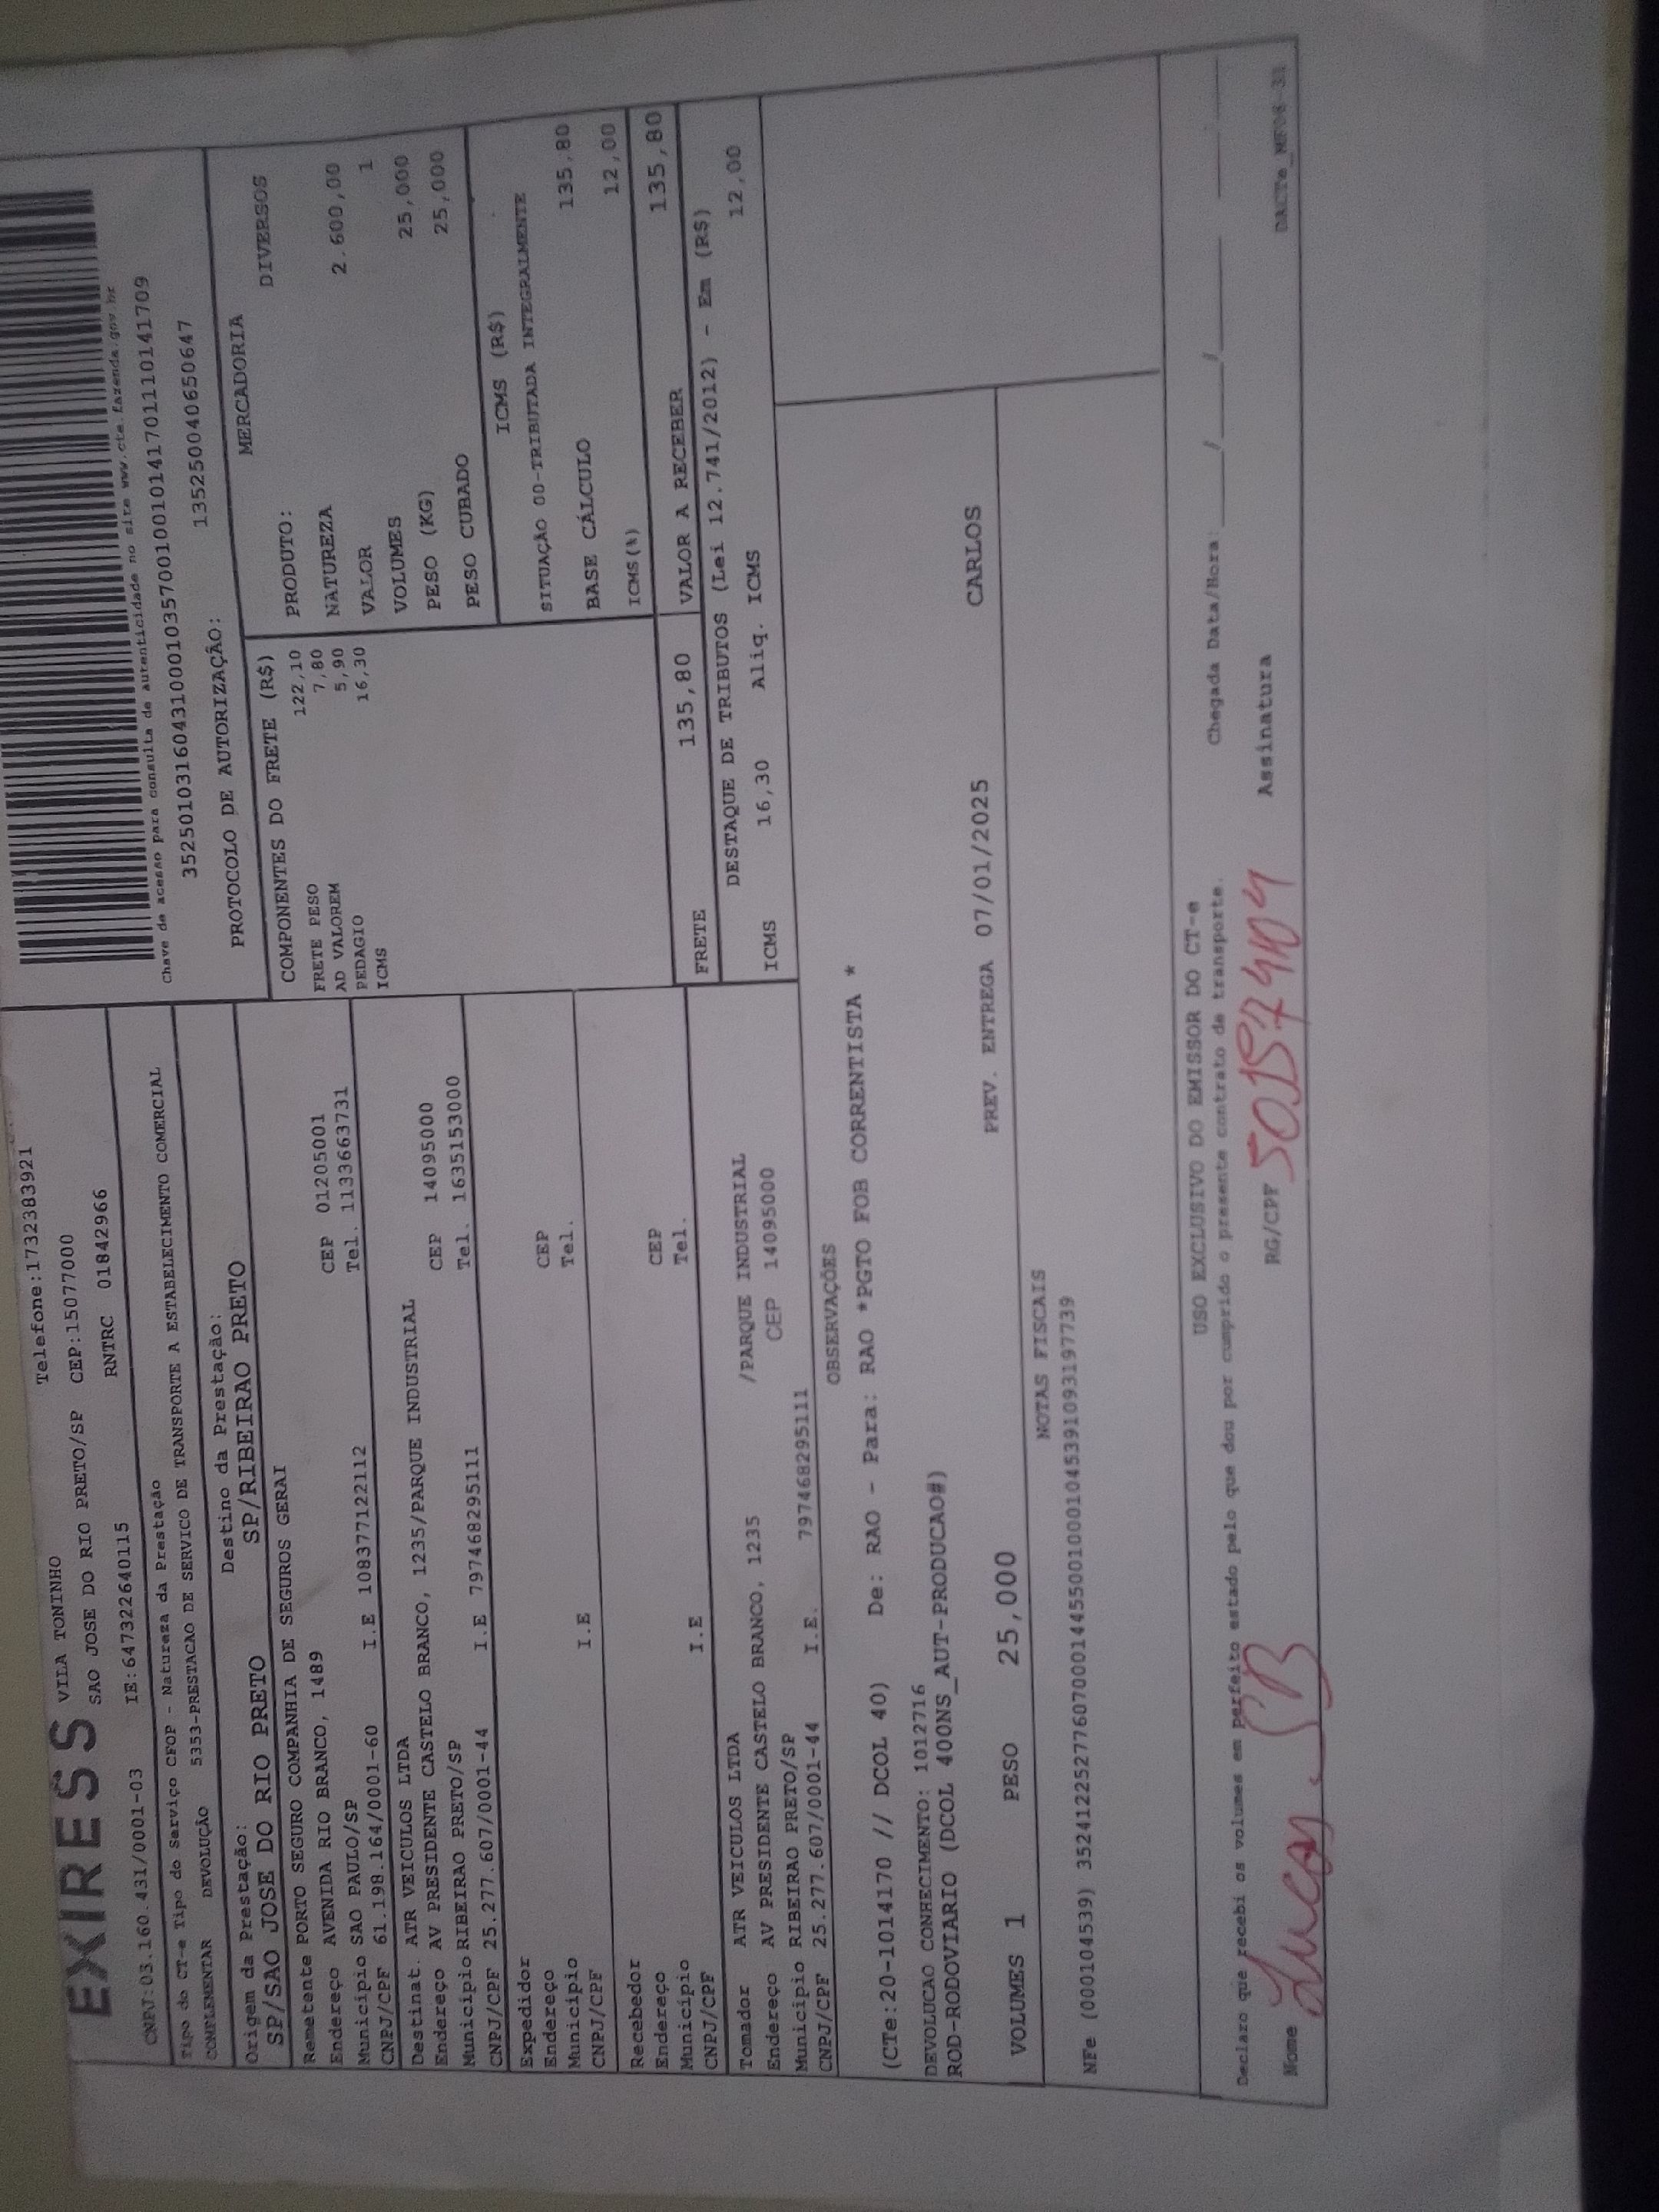 EXIRESS
VILA TONINHO Telefone:1732383921
SAO JOSE DO RIO PRETO/SP CEP:15077000
CNPJ:03.160.431/0001-03 IE:647322640115 RNTRC 01842966
Tipo do CT-e Tipo do Serviço CFOP - Natureza da Prestação
COMPLEMENTAR DEVOLUÇÃO 5353-PRESTACAO DE SERVICO DE TRANSPORTE A ESTABELECIMENTO COMERCIAL
Origem da Prestação: Destino da Prestação:
SP/SAO JOSE DO RIO PRETO SP/RIBEIRAO PRETO
Remetente PORTO SEGURO COMPANHIA DE SEGUROS GERAI
Endereço AVENIDA RIO BRANCO, 1489 CEP 01205001
Município SAO PAULO/SP Tel. 1133663731
CNPJ/CPF 61.198.164/0001-60 I.E 108377122112
Destinat. ATR VEICULOS LTDA
Endereço AV PRESIDENTE CASTELO BRANCO, 1235/PARQUE INDUSTRIAL CEP 14095000
Município RIBEIRAO PRETO/SP Tel. 1635153000
CNPJ/CPF 25.277.607/0001-44 I.E 797468295111
Expedidor
Endereço CEP
Município Tel.
CNPJ/CPF I.E
Recebedor
Endereço CEP
Município Tel.
CNPJ/CPF I.E
Tomador ATR VEICULOS LTDA
Endereço AV PRESIDENTE CASTELO BRANCO, 1235 /PARQUE INDUSTRIAL
Município RIBEIRAO PRETO/SP CEP 14095000
CNPJ/CPF 25.277.607/0001-44 I.E. 797468295111
Chave de acesso para consulta de autenticidade no site www.cte.fazenda.gov.br
35250103160431000103570010010141701110141709
PROTOCOLO DE AUTORIZAÇÃO: 135250040650647
COMPONENTES DO FRETE (R$)
FRETE PESO 122,10
AD VALOREM 7,80
PEDAGIO 5,90
ICMS 16,30
MERCADORIA
PRODUTO: DIVERSOS
NATUREZA
VALOR 2.600,00
VOLUMES 1
PESO (KG) 25,000
PESO CUBADO 25,000
ICMS (R$)
SITUAÇÃO 00-TRIBUTADA INTEGRALMENTE
BASE CÁLCULO 135,80
ICMS(%) 12,00
FRETE 135,80 VALOR A RECEBER 135,80
DESTAQUE DE TRIBUTOS (Lei 12.741/2012) - Em (R$)
ICMS 16,30 Aliq. ICMS 12,00
OBSERVAÇÕES
(CTe:20-1014170 // DCOL 40) De: RAO - Para: RAO *PGTO FOB CORRENTISTA *
DEVOLUCAO CONHECIMENTO: 1012716
ROD-RODOVIARIO (DCOL 400NS_AUT-PRODUCAO#)
PREV. ENTREGA 07/01/2025 CARLOS
VOLUMES 1 PESO 25,000
NOTAS FISCAIS
NFe (000104539) 35241225277607000144550010001045391093197739
USO EXCLUSIVO DO EMISSOR DO CT-e
Declaro que recebi os volumes em perfeito estado pelo que dou por cumprido o presente contrato de transporte. Chegada Data/Hora: ____/____/____
Nome Lucas. RG/CPF Assinatura